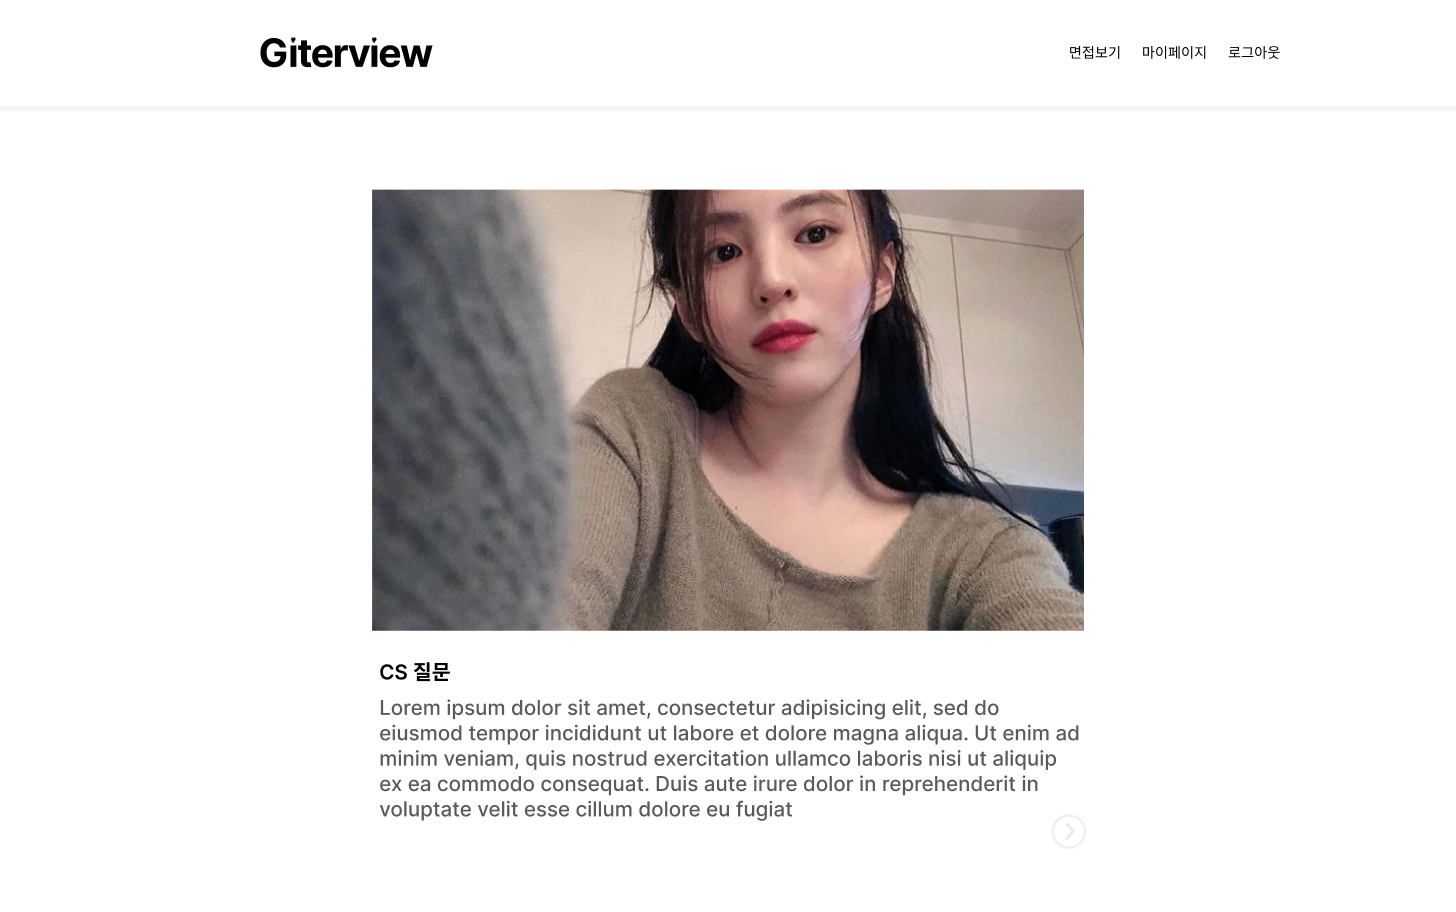 Giterview
면접보기 마이페이지 로그아웃
CS 질문
Lorem ipsum dolor sit amet, consectetur adipisicing elit, sed do
eiusmod tempor incididunt ut labore et dolore magna aliqua. Ut enim ad
minim veniam, quis nostrud exercitation ullamco laboris nisi ut aliquip
ex ea commodo consequat. Duis aute irure dolor in reprehenderit in
voluptate velit esse cillum dolore eu fugiat